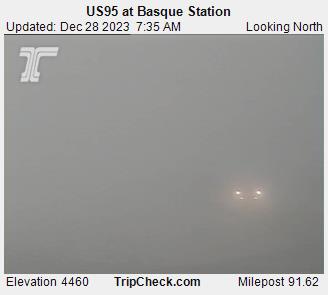 US95 at Basque Station
Updated: Dec 28 2023 7:35 AM Looking North
Elevation 4460 TripCheck.com Milepost 91.62